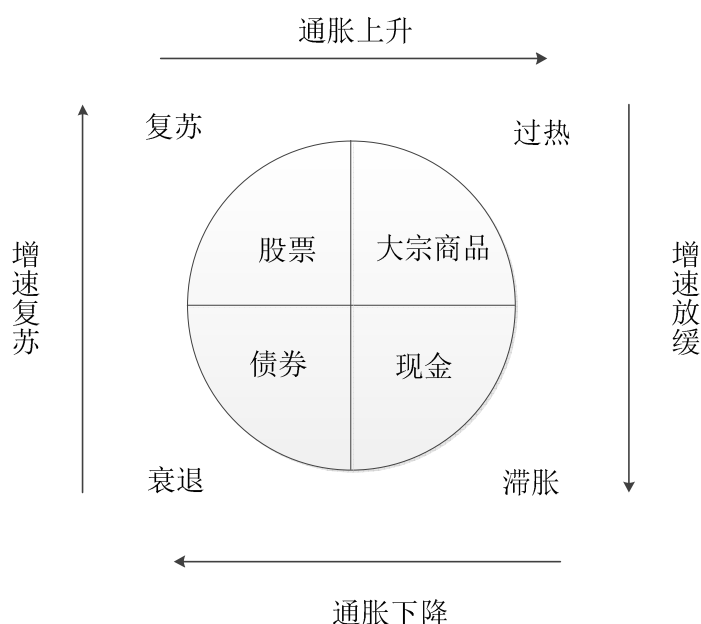 通胀上升
复苏
过热
股票
大宗商品
增速复苏
增速放缓
债券
现金
衰退
滞胀
通胀下降